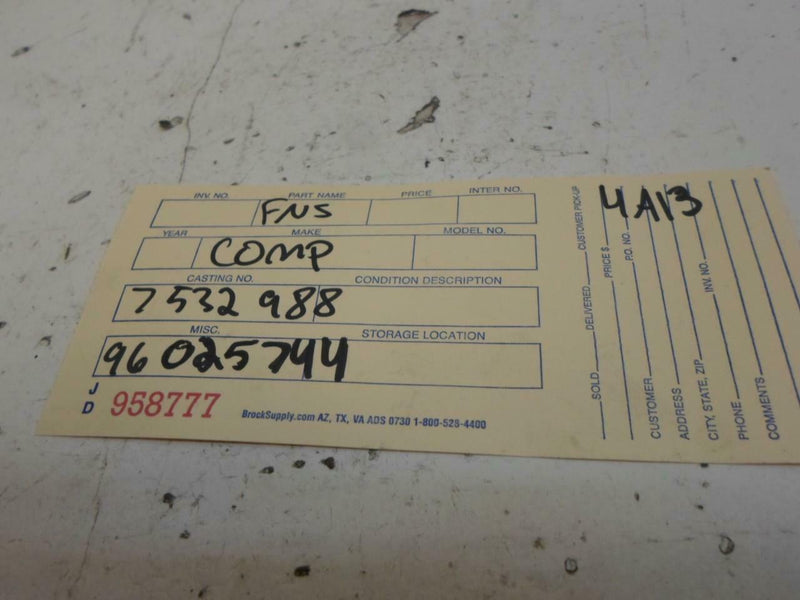 INV. NO. PART NAME PRICE INTER NO.
FNS
YEAR MAKE MODEL NO.
COMP
CASTING NO. CONDITION DESCRIPTION
7532988
MISC. STORAGE LOCATION
96 025744
J D 958777
BrockSupply.com AZ, TX, VA ADS 0730 1-800-528-4400
4A13
SOLD DELIVERED CUSTOMER PICK-UP
PRICE $
P.O. NO.
CUSTOMER
ADDRESS
CITY, STATE, ZIP INV. NO.
PHONE
COMMENTS